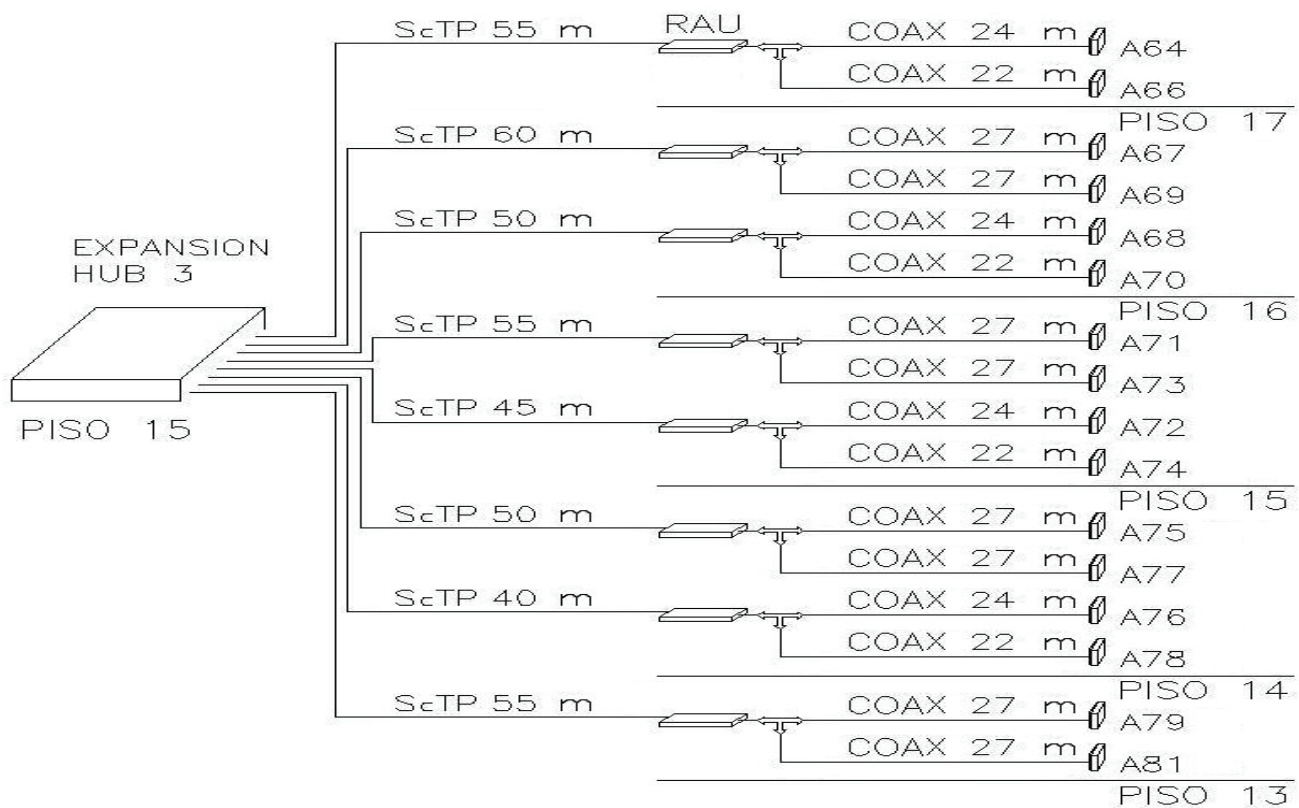 ScTP 55 m
RAU
COAX 24 m
A64
COAX 22 m
A66
PISO 17
ScTP 60 m
COAX 27 m
A67
COAX 27 m
A69
ScTP 50 m
COAX 24 m
A68
COAX 22 m
A70
PISO 16
EXPANSION
HUB 3
PISO 15
ScTP 55 m
COAX 27 m
A71
COAX 27 m
A73
ScTP 45 m
COAX 24 m
A72
COAX 22 m
A74
PISO 15
ScTP 50 m
COAX 27 m
A75
COAX 27 m
A77
ScTP 40 m
COAX 24 m
A76
COAX 22 m
A78
PISO 14
ScTP 55 m
COAX 27 m
A79
COAX 27 m
A81
PISO 13